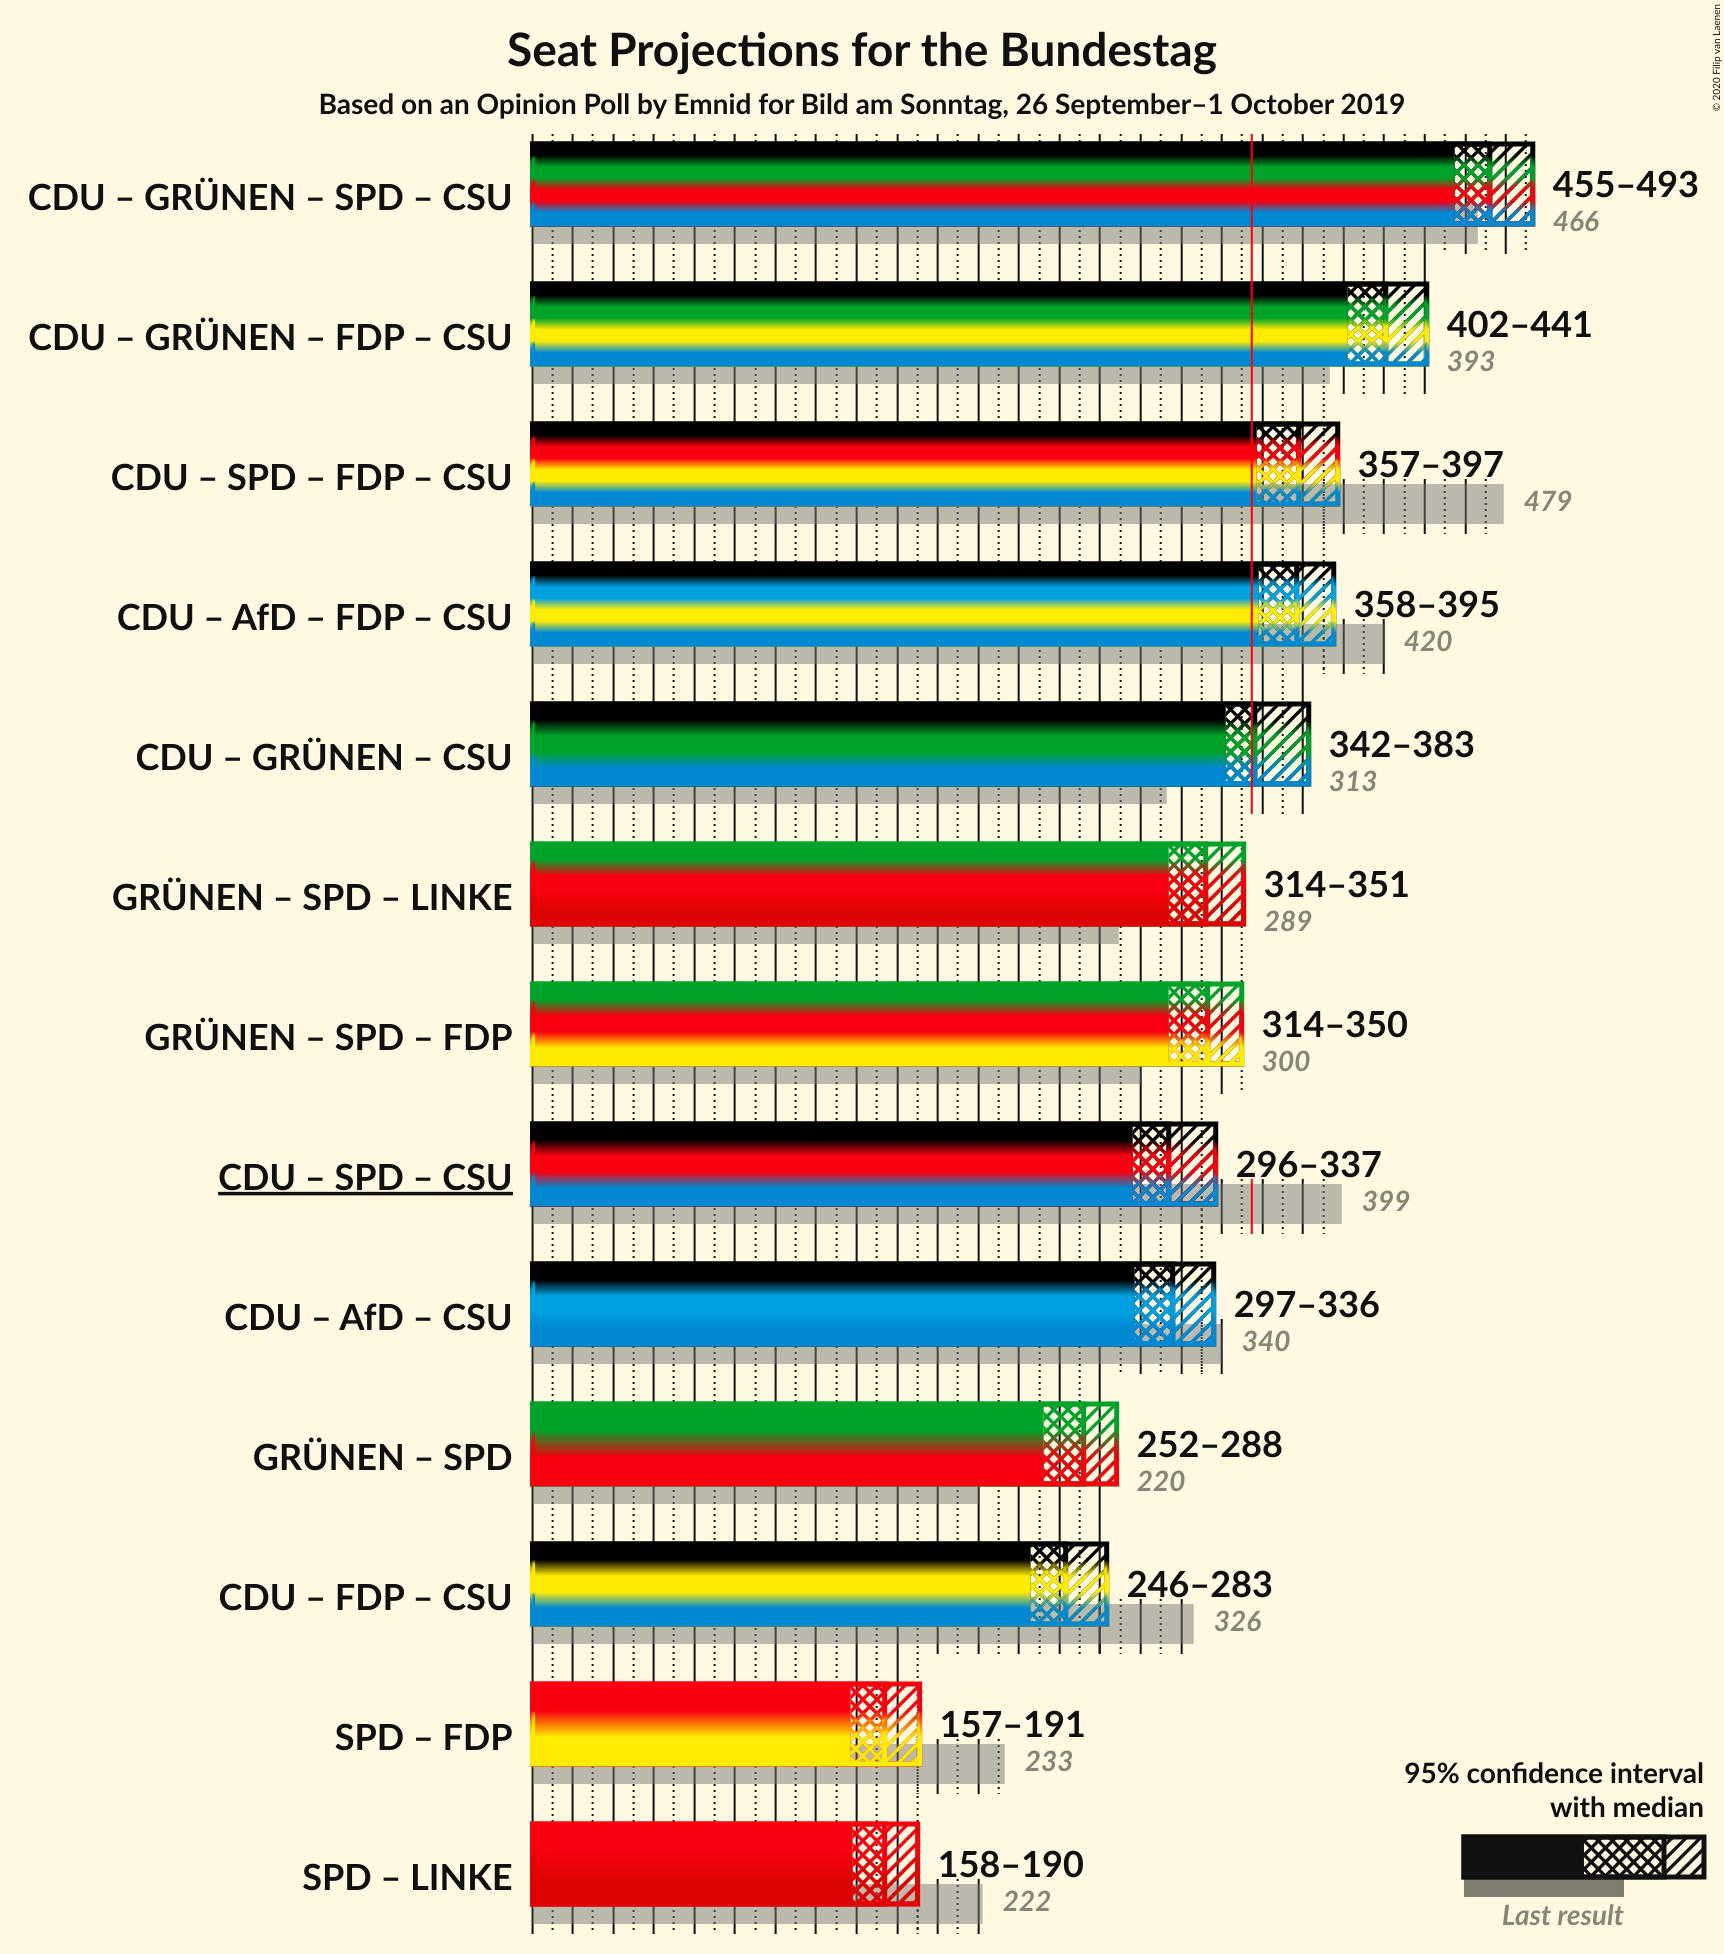 Seat Projections for the Bundestag
Based on an Opinion Poll by Emnid for Bild am Sonntag, 26 September–1 October 2019
© 2020 Filip van Laenen
CDU – GRÜNEN – SPD – CSU
455–493
466
CDU – GRÜNEN – FDP – CSU
402–441
393
CDU – SPD – FDP – CSU
357–397
479
CDU – AfD – FDP – CSU
358–395
420
CDU – GRÜNEN – CSU
342–383
313
GRÜNEN – SPD – LINKE
314–351
289
GRÜNEN – SPD – FDP
314–350
300
CDU – SPD – CSU
296–337
399
CDU – AfD – CSU
297–336
340
GRÜNEN – SPD
252–288
220
CDU – FDP – CSU
246–283
326
SPD – FDP
157–191
233
SPD – LINKE
158–190
222
95% confidence interval
with median
Last result